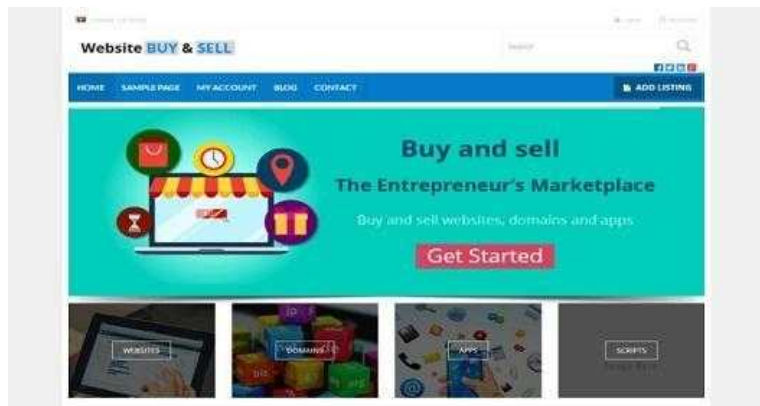 Website BUY & SELL
Search
HOME SAMPLE PAGE MY ACCOUNT BLOG CONTACT
ADD LISTING
Buy and sell
The Entrepreneur's Marketplace
Buy and sell websites, domains and apps
Get Started
WEBSITES
DOMAINS
APPS
SCRIPTS